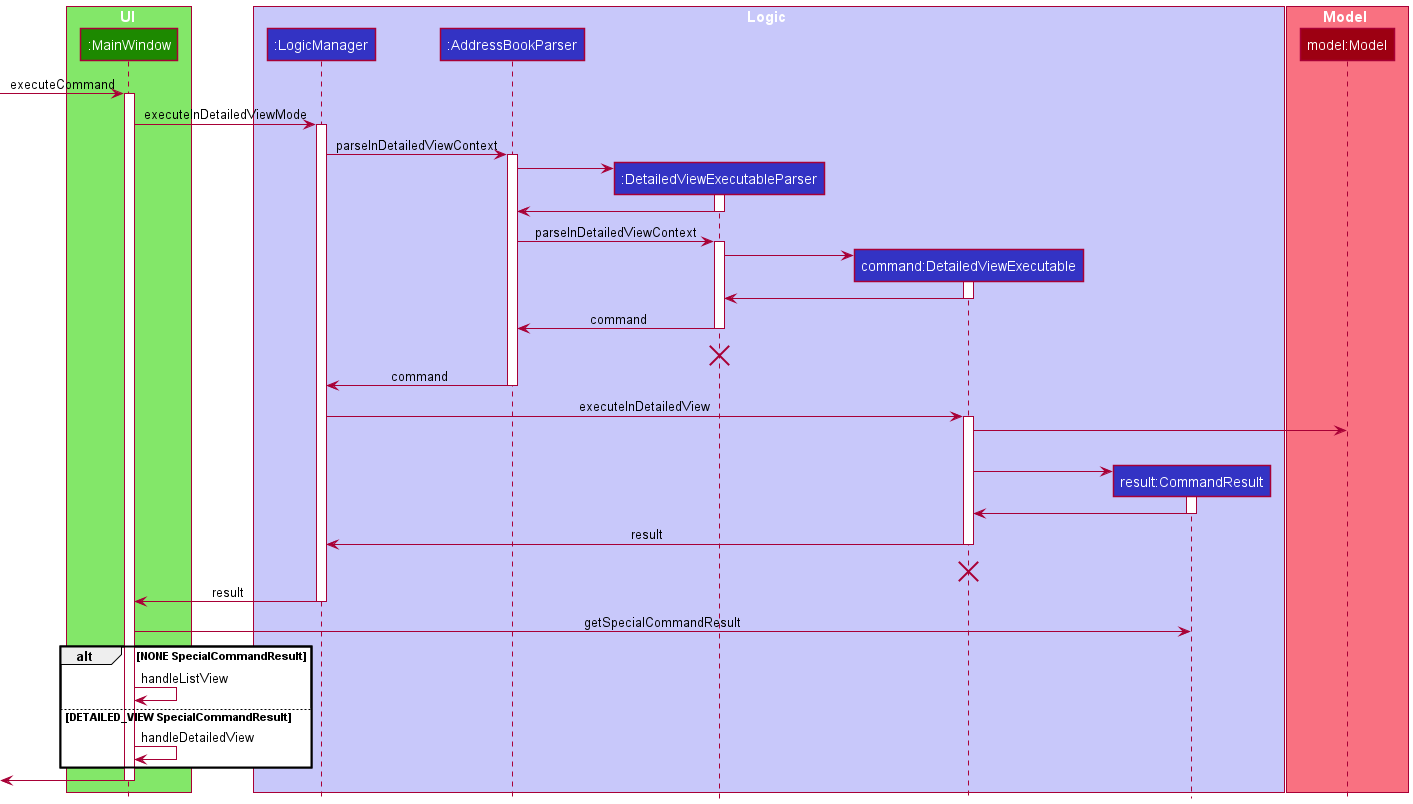 UI
Logic
Model
:MainWindow
:LogicManager
:AddressBookParser
model:Model
executeCommand
executeInDetailedViewMode
parseInDetailedViewContext
:DetailedViewExecutableParser
parseInDetailedViewContext
command:DetailedViewExecutable
command
command
executeInDetailedView
result:CommandResult
result
result
getSpecialCommandResult
alt [NONE SpecialCommandResult]
handleListView
[DETAILED_VIEW SpecialCommandResult]
handleDetailedView